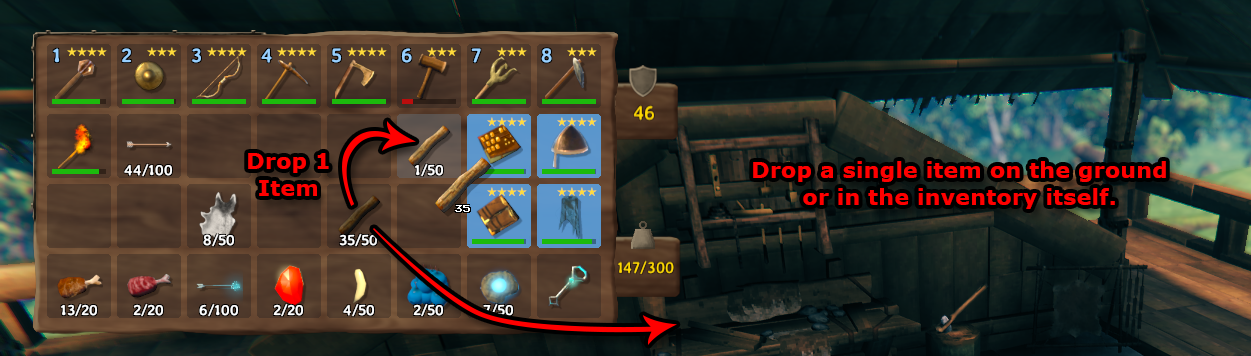 1 2 3 4 5 6 7 8
46
44/100
1/50
Drop 1
Item
Drop a single item on the ground
or in the inventory itself.
35
8/50
35/50
147/300
13/20 2/20 6/100 2/20 4/50 2/50 7/50